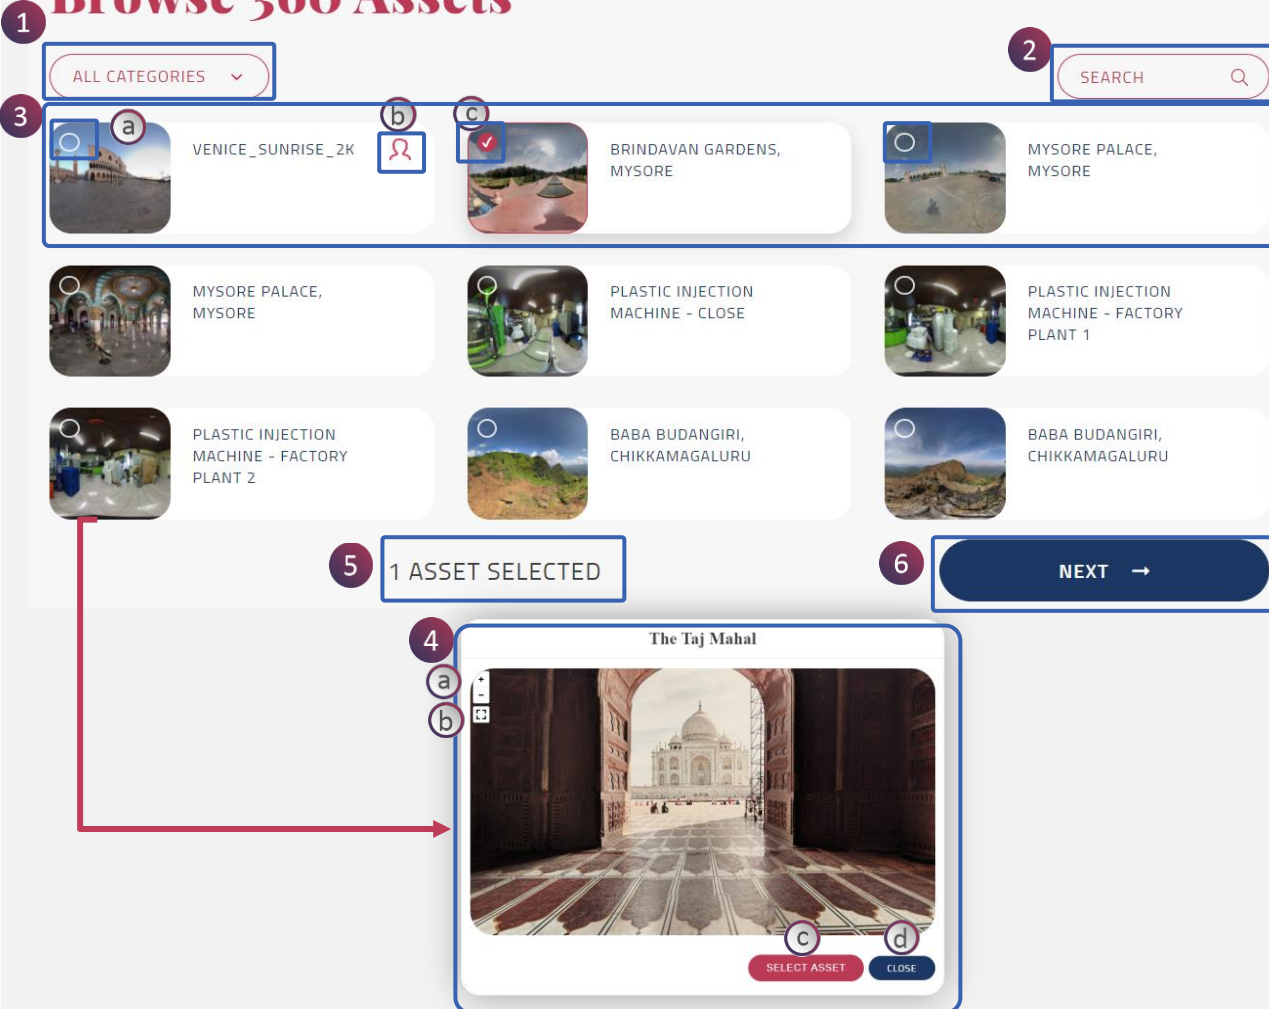 Browse 360 Assets
1
ALL CATEGORIES
2
SEARCH
3
a
VENICE_SUNRISE_2K
b
c
BRINDAVAN GARDENS,
MYSORE
MYSORE PALACE,
MYSORE
MYSORE PALACE,
MYSORE
PLASTIC INJECTION
MACHINE - CLOSE
PLASTIC INJECTION
MACHINE - FACTORY
PLANT 1
PLASTIC INJECTION
MACHINE - FACTORY
PLANT 2
BABA BUDANGIRI,
CHIKKAMAGALURU
BABA BUDANGIRI,
CHIKKAMAGALURU
5
1 ASSET SELECTED
6
NEXT →
4
The Taj Mahal
a
+
-
b
c
d
SELECT ASSET
CLOSE